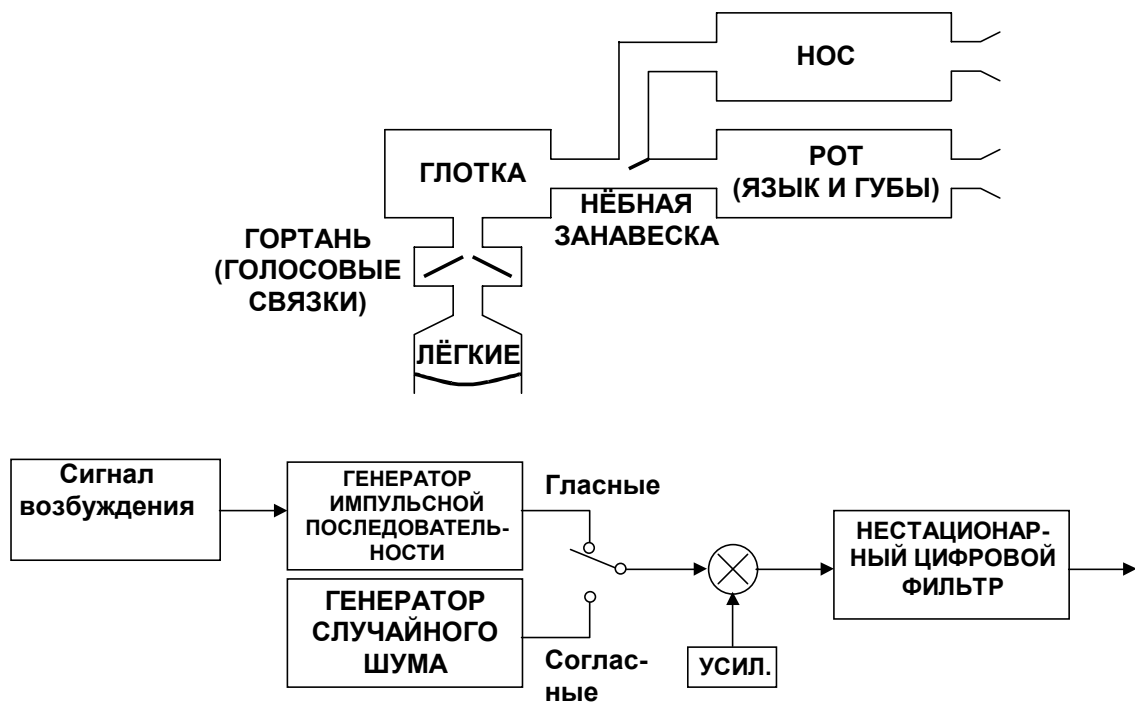 НОС
РОТ
(ЯЗЫК И ГУБЫ)
ГЛОТКА
НЁБНАЯ
ЗАНАВЕСКА
ГОРТАНЬ
(ГОЛОСОВЫЕ
СВЯЗКИ)
ЛЁГКИЕ
Сигнал
возбуждения
ГЕНЕРАТОР
ИМПУЛЬСНОЙ
ПОСЛЕДОВАТЕЛЬ-
НОСТИ
Гласные
ГЕНЕРАТОР
СЛУЧАЙНОГО
ШУМА
Соглас-
ные
УСИЛ.
НЕСТАЦИОНАР-
НЫЙ ЦИФРОВОЙ
ФИЛЬТР